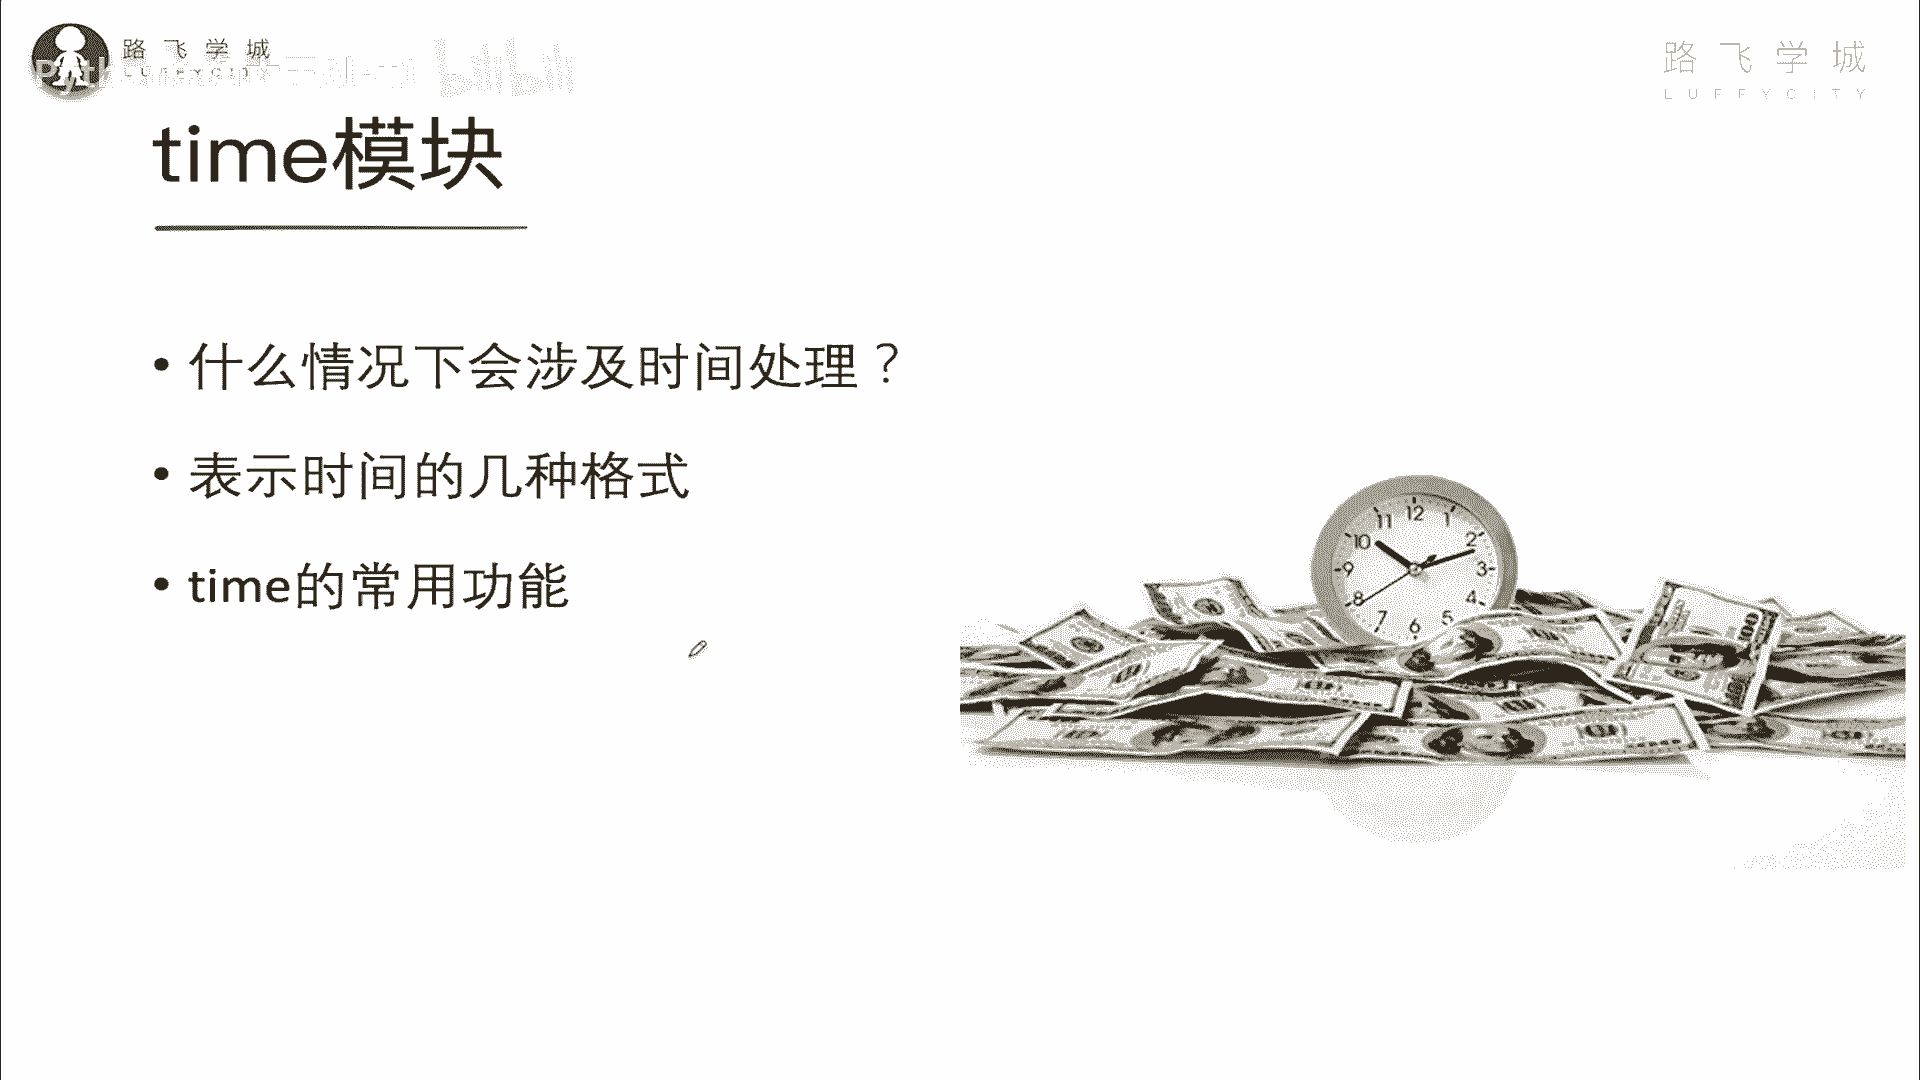 路飞学城
路飞学城
LUFFYCITY
time模块
• 什么情况下会涉及时间处理？
• 表示时间的几种格式
• time的常用功能
11 12 1
10 2
9 3
8 4
7 6 5
100